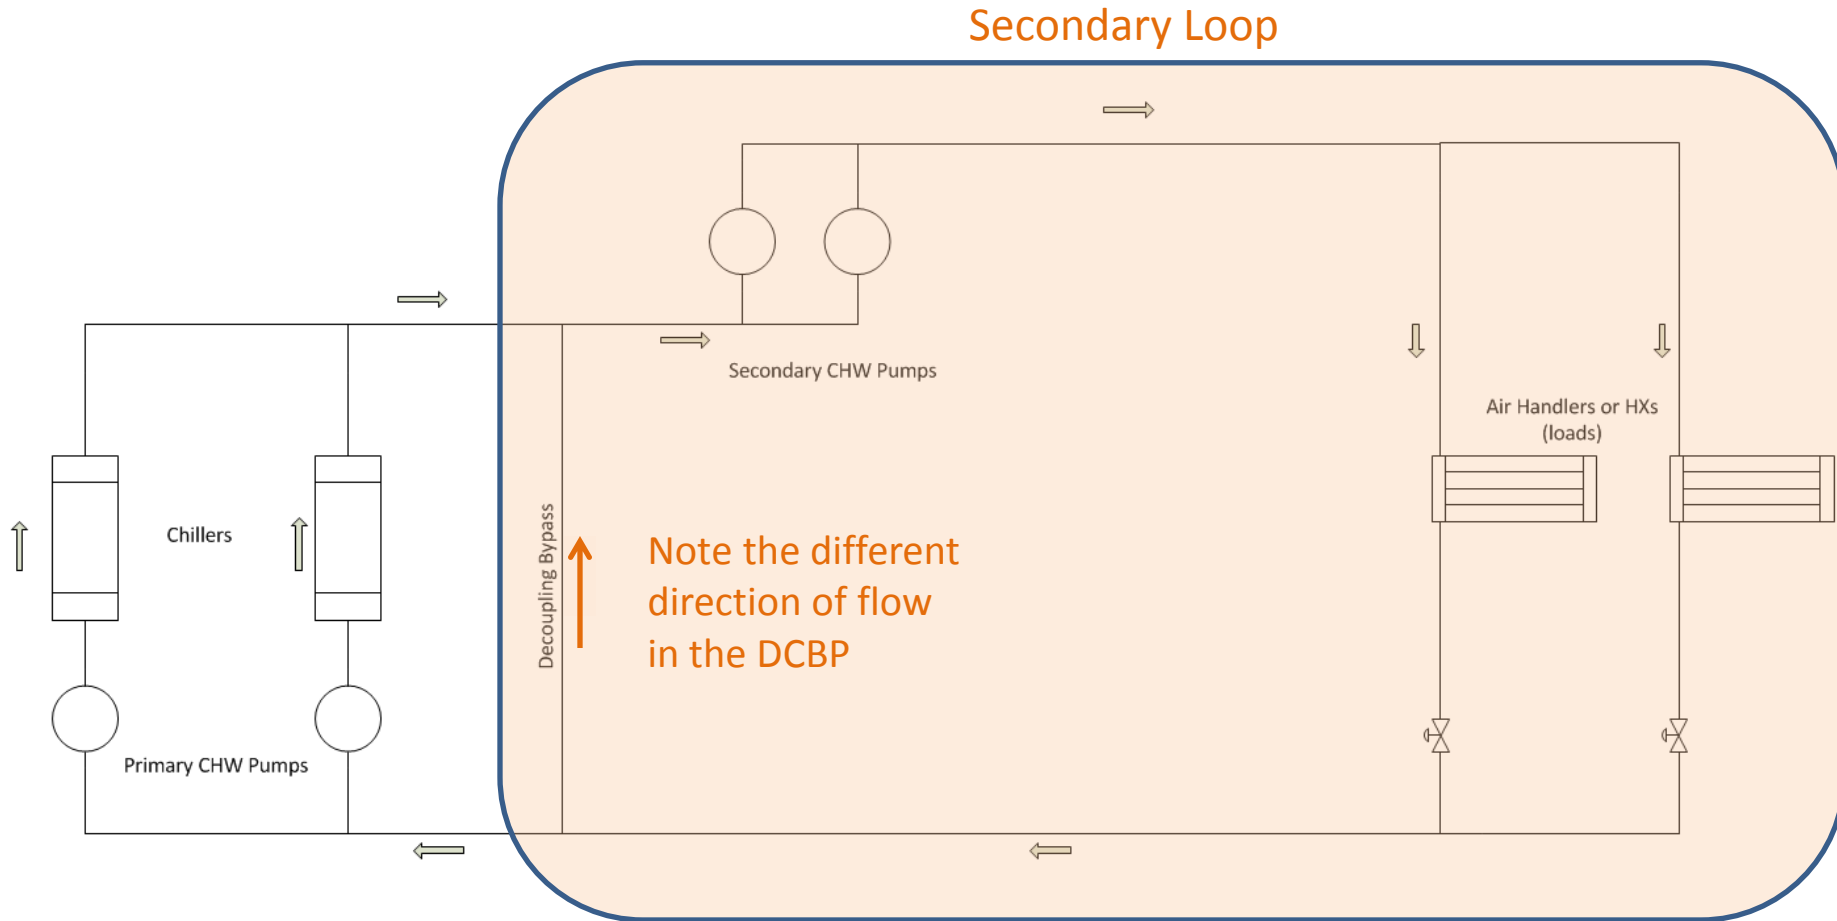 Secondary Loop
Secondary CHW Pumps
Air Handlers or HXs
(loads)
Chillers
Decoupling Bypass
Note the different
direction of flow
in the DCBP
Primary CHW Pumps